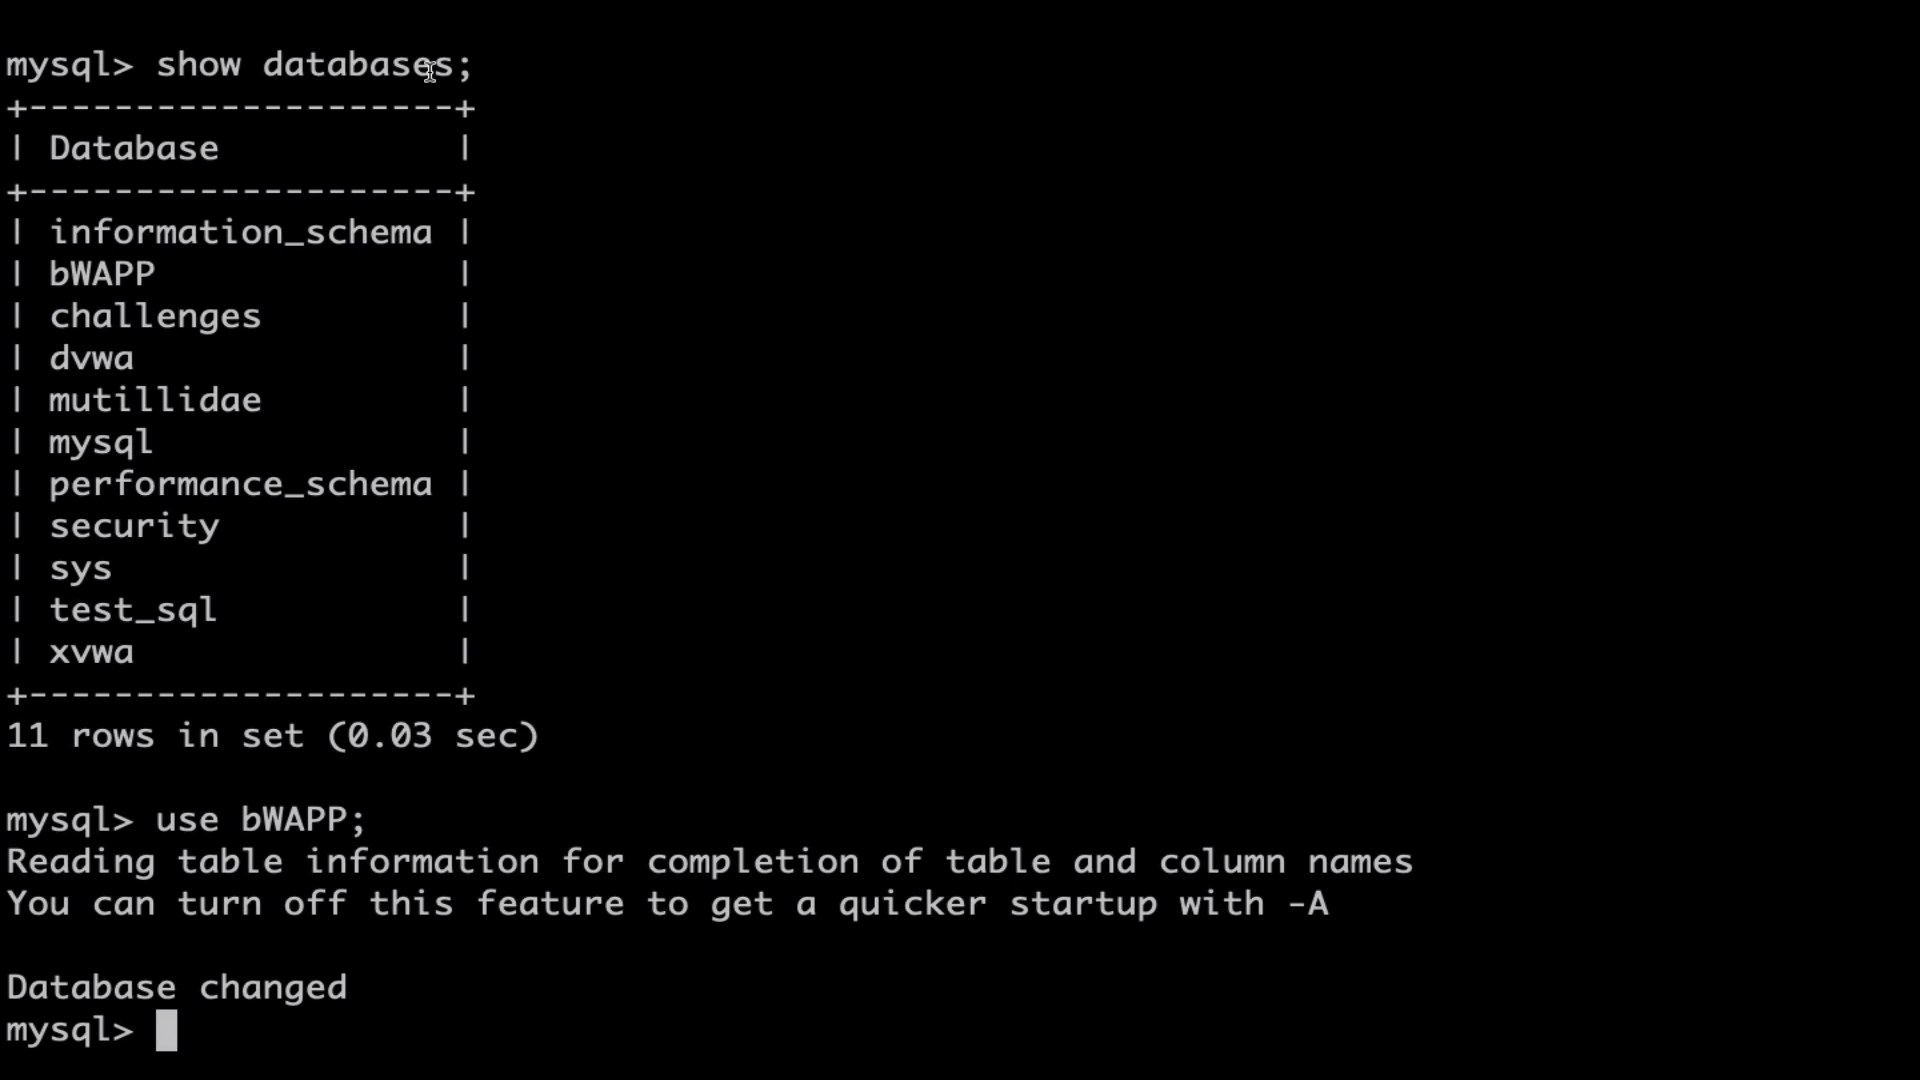 mysql> show databases;
+--------------------+
| Database           |
+--------------------+
| information_schema |
| bWAPP              |
| challenges         |
| dvwa               |
| mutillidae         |
| mysql              |
| performance_schema |
| security           |
| sys                |
| test_sql           |
| xvwa               |
+--------------------+
11 rows in set (0.03 sec)
mysql> use bWAPP;
Reading table information for completion of table and column names
You can turn off this feature to get a quicker startup with -A
Database changed
mysql>